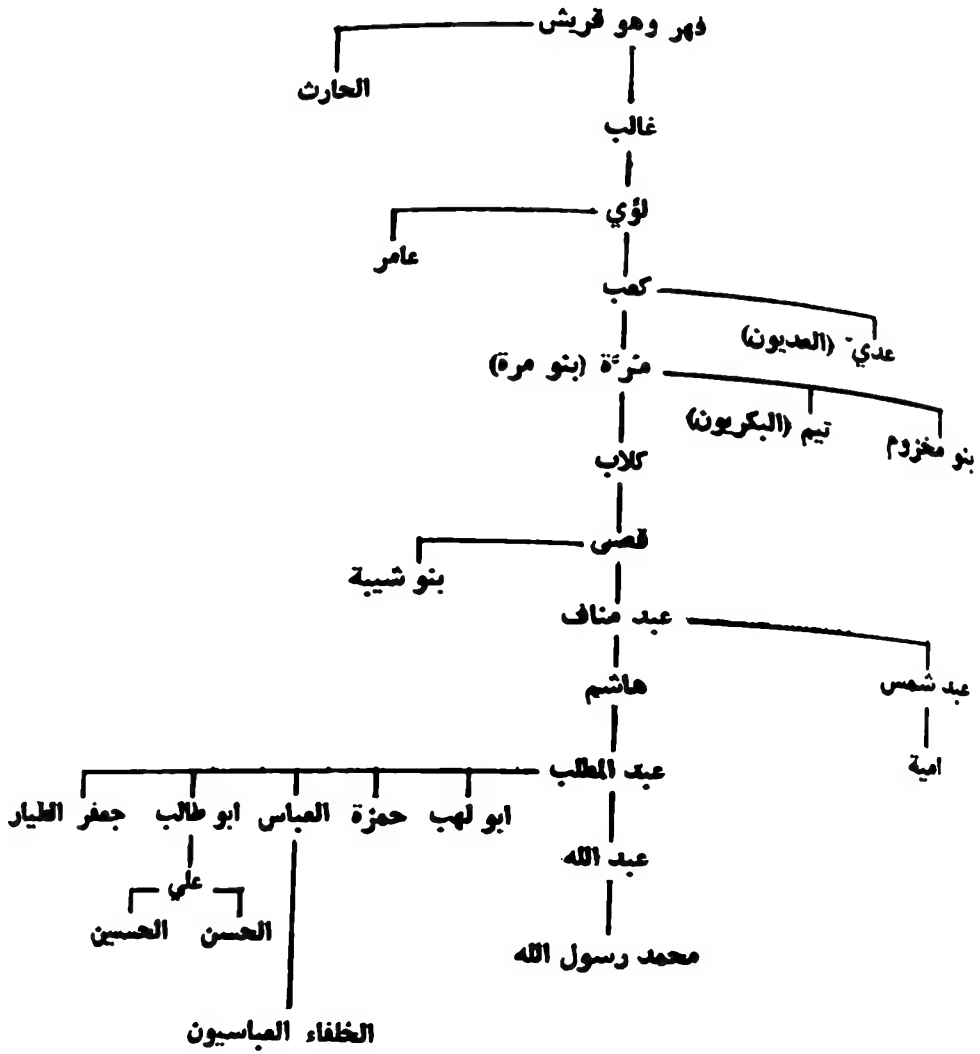 فهر وهو قريش
الحارث
غالب
لؤي
عامر
كعب
عديّ (العديون)
مُرَّة (بنو مرة)
تيم (البكريون)
بنو مخزوم
كلاب
قصى
بنو شيبة
عبد مناف
عبد شمس
هاشم
امية
عبد المطلب
ابو لهب
حمزة
العباس
ابو طالب
جعفر الطيار
عبد الله
علي
الحسن
الحسين
محمد رسول الله
الخلفاء العباسيون